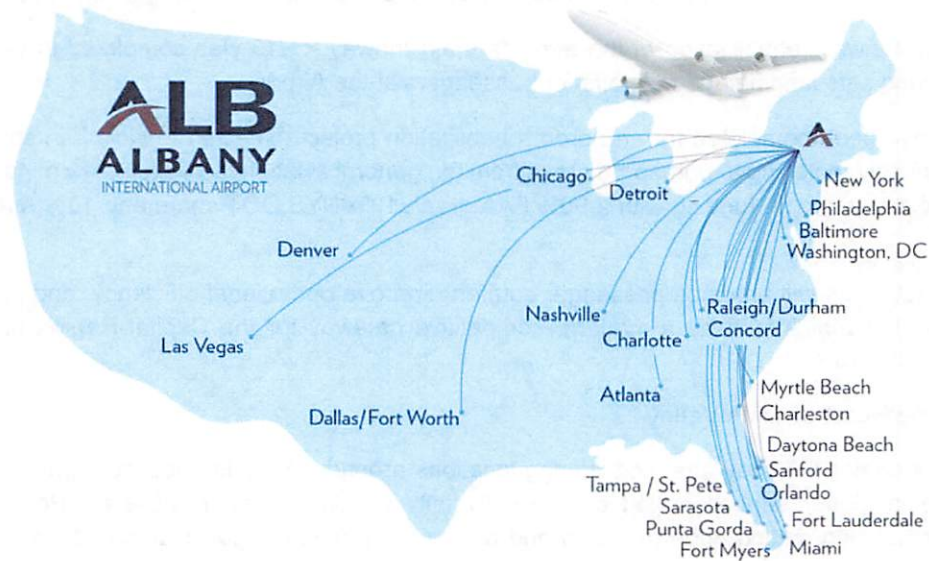 ALB
ALBANY
INTERNATIONAL AIRPORT
Chicago
Detroit
New York
Philadelphia
Baltimore
Washington, DC
Denver
Nashville
Raleigh/Durham
Concord
Charlotte
Las Vegas
Atlanta
Dallas/Fort Worth
Myrtle Beach
Charleston
Daytona Beach
Sanford
Orlando
Tampa / St. Pete
Sarasota
Punta Gorda
Fort Myers
Fort Lauderdale
Miami